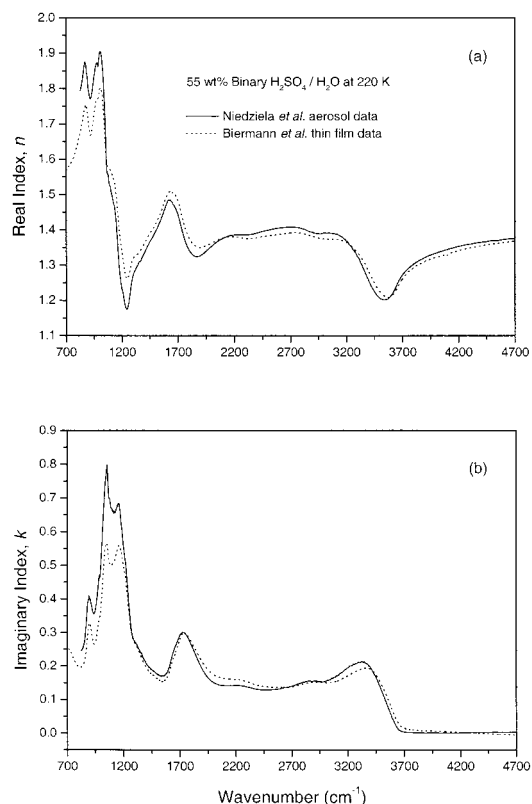 (a)
55 wt% Binary H2SO4 / H2O at 220 K
Niedziela et al. aerosol data
Biermann et al. thin film data
Real Index, n
2.0
1.9
1.8
1.7
1.6
1.5
1.4
1.3
1.2
1.1
700 1200 1700 2200 2700 3200 3700 4200 4700
(b)
Imaginary Index, k
0.9
0.8
0.7
0.6
0.5
0.4
0.3
0.2
0.1
0.0
700 1200 1700 2200 2700 3200 3700 4200 4700
Wavenumber (cm-1)